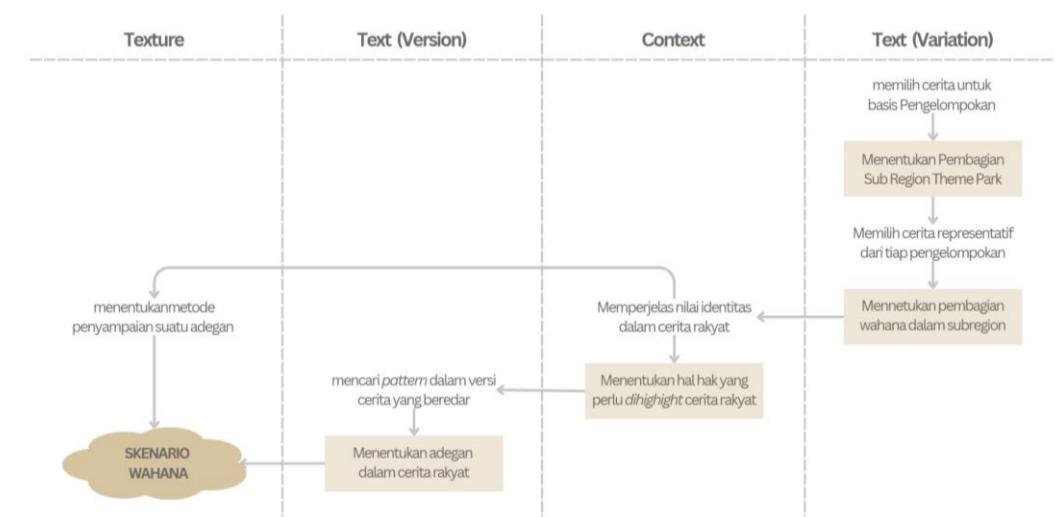 Texture
Text (Version)
Context
Text (Variation)
memilih cerita untuk
basis Pengelompokan
Menentukan Pembagian
Sub Region Theme Park
Memilih cerita representatif
dari tiap pengelompokan
Mennetukan pembagian
wahana dalam subregion
Memperjelas nilai identitas
dalam cerita rakyat
Menentukan hal hak yang
perlu dihighight cerita rakyat
mencari pattern dalam versi
cerita yang beredar
Menentukan adegan
dalam cerita rakyat
menentukanmetode
penyampaian suatu adegan
SKENARIO
WAHANA